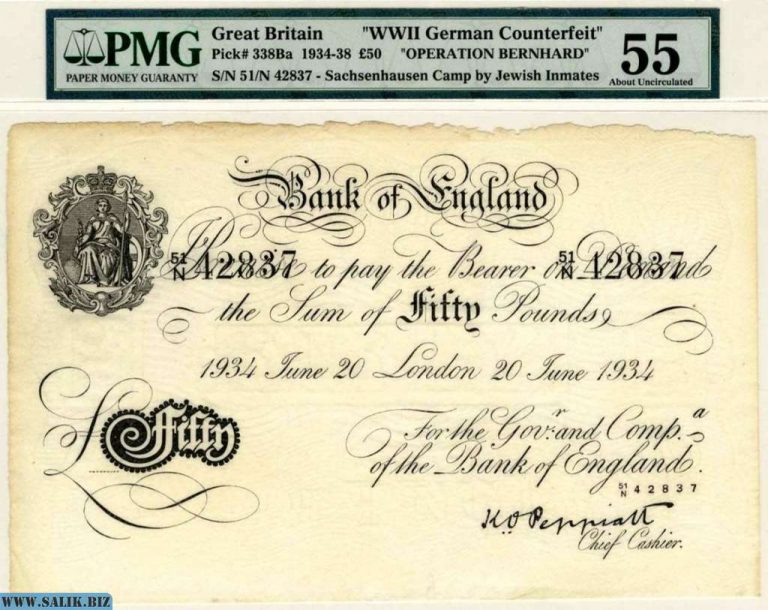 PMG
PAPER MONEY GUARANTY
Great Britain "WWII German Counterfeit"
Pick# 338Ba 1934-38 £50 "OPERATION BERNHARD"
S/N 51/N 42837 - Sachsenhausen Camp by Jewish Inmates
55
About Uncirculated
Bank of England
51/N 42837 to pay the Bearer on Demand 51/N 42837
the Sum of Fifty Pounds
1934 June 20 London 20 June 1934
£ Fifty
For the Govr. and Compa.
of the Bank of England.
51/N 42837
K O Peppiatt
Chief Cashier.
WWW.SALIK.BIZ